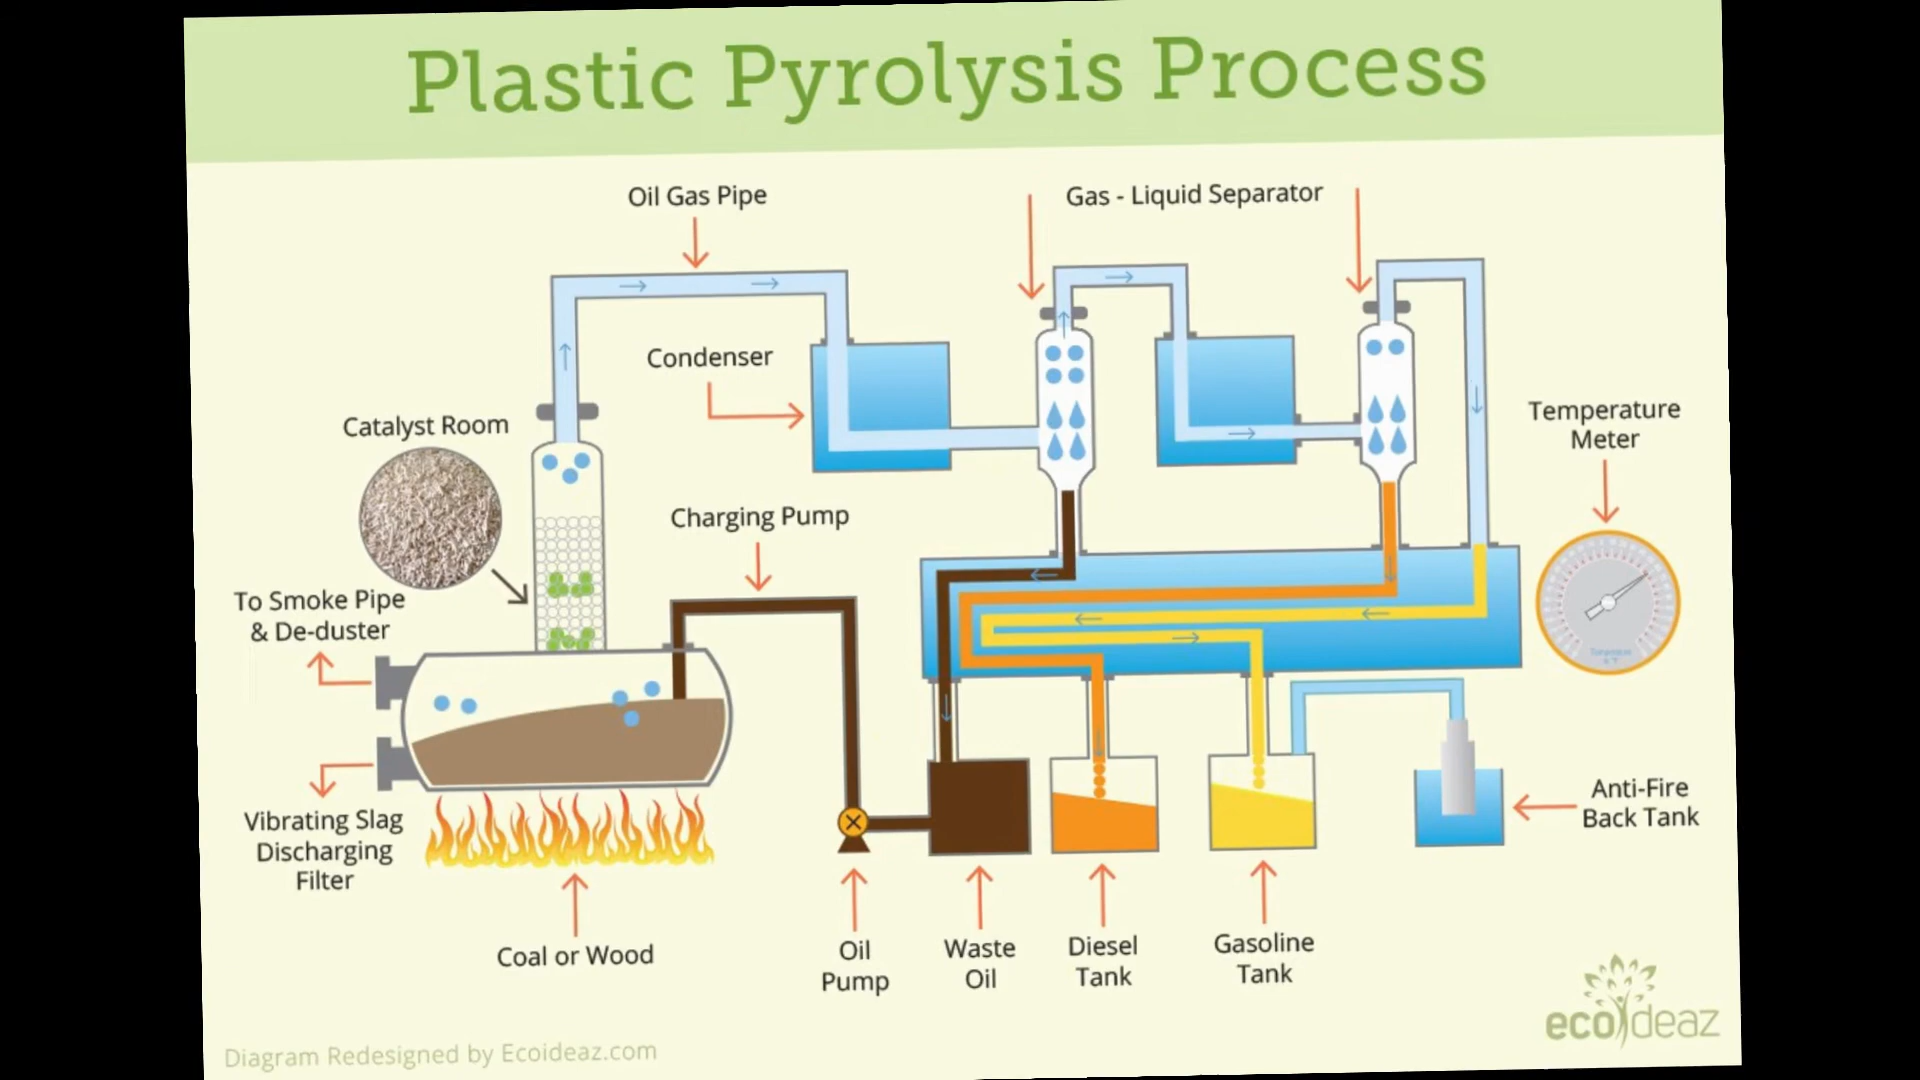 Plastic Pyrolysis Process
Oil Gas Pipe
Gas - Liquid Separator
Condenser
Catalyst Room
Temperature
Meter
Charging Pump
To Smoke Pipe
& De-duster
Vibrating Slag
Discharging
Filter
Anti-Fire
Back Tank
Coal or Wood
Oil
Pump
Waste
Oil
Diesel
Tank
Gasoline
Tank
ecoideaz
Diagram Redesigned by Ecoideaz.com